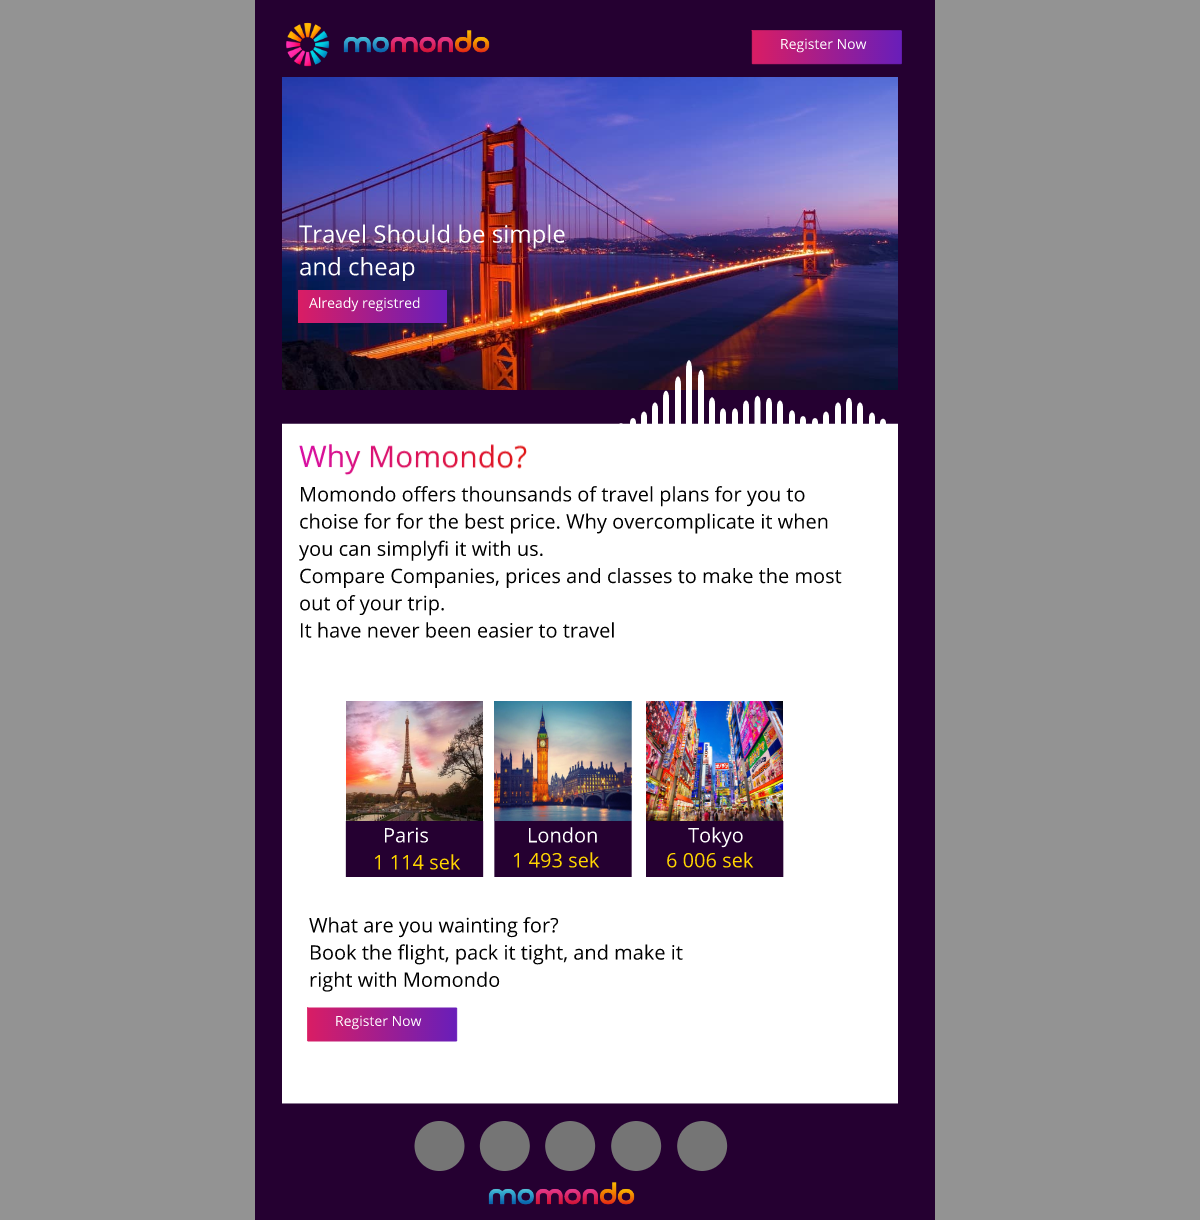 momondo
Register Now
Travel Should be simple
and cheap
Already registred
Why Momondo?
Momondo offers thounsands of travel plans for you to
choise for for the best price. Why overcomplicate it when
you can simplyfi it with us.
Compare Companies, prices and classes to make the most
out of your trip.
It have never been easier to travel
Paris
1 114 sek
London
1 493 sek
Tokyo
6 006 sek
What are you wainting for?
Book the flight, pack it tight, and make it
right with Momondo
Register Now
momondo